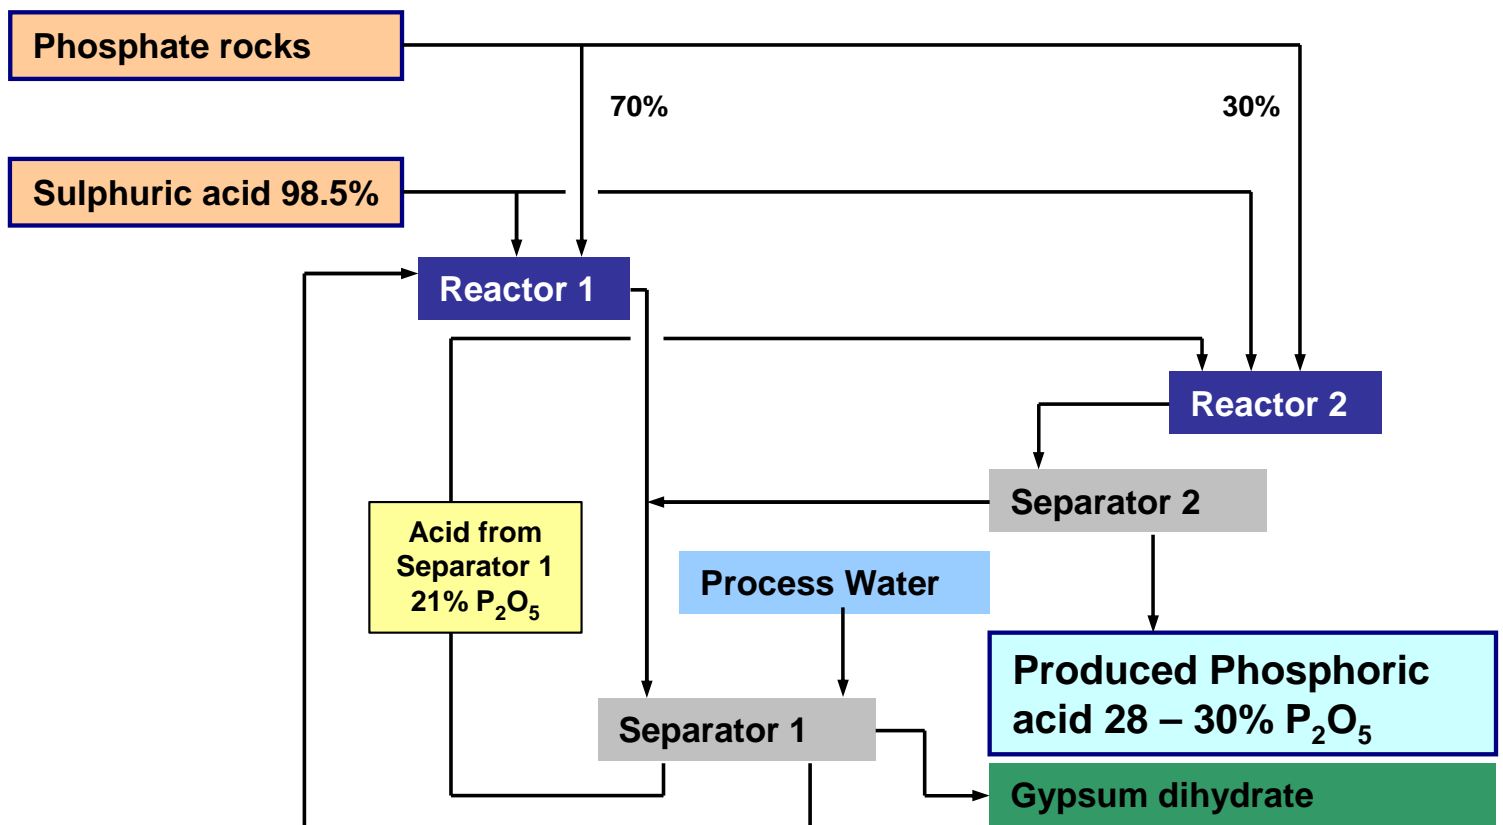 Phosphate rocks
70%
30%
Sulphuric acid 98.5%
Reactor 1
Reactor 2
Separator 2
Acid from
Separator 1
21% P₂O₅
Process Water
Produced Phosphoric
acid 28 – 30% P₂O₅
Separator 1
Gypsum dihydrate